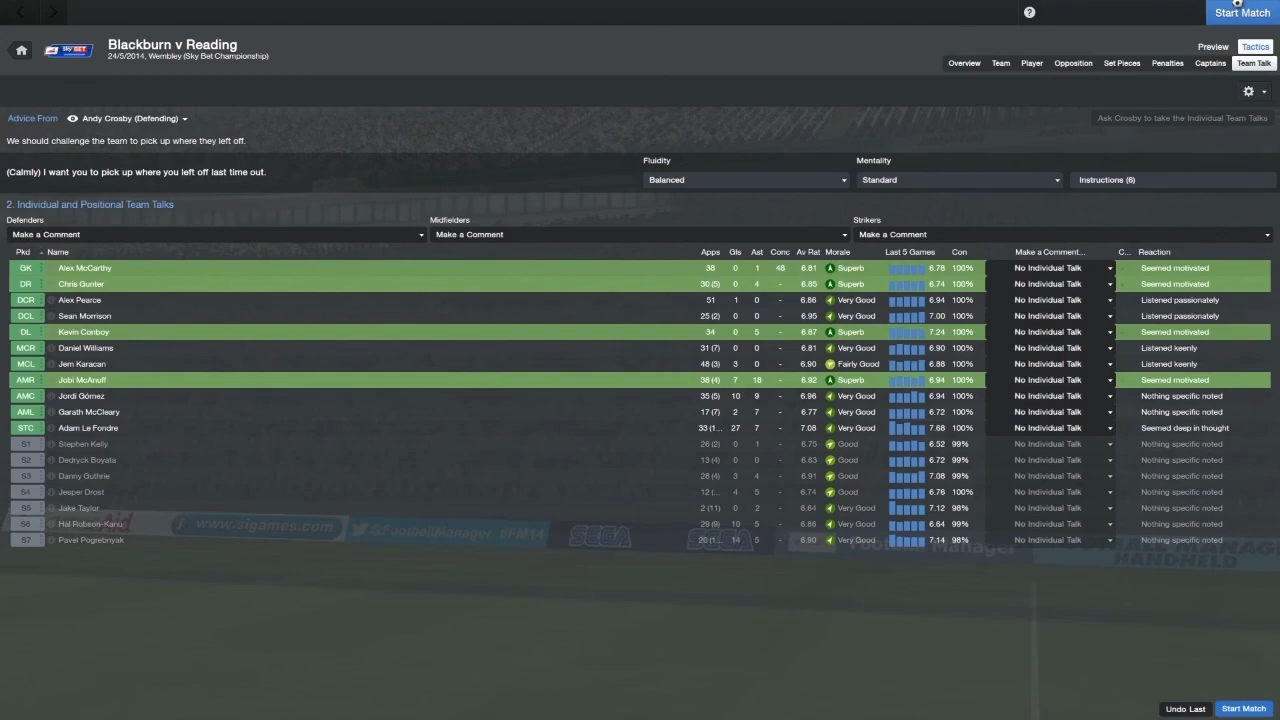 Start Match
Blackburn v Reading
24/5/2014, Wembley (Sky Bet Championship)
sky BET
Preview Tactics
Overview Team Player Opposition Set Pieces Penalties Captains Team Talk
Advice From Andy Crosby (Defending) Ask Crosby to take the Individual Team Talks
We should challenge the team to pick up where they left off.
Fluidity Mentality
(Calmly) I want you to pick up where you left off last time out.
Balanced Standard Instructions (6)
2. Individual and Positional Team Talks
Defenders Midfielders Strikers
Make a Comment Make a Comment Make a Comment
Pkd Name Apps Gls Ast Conc Av Rat Morale Last 5 Games Con Make a Comment... C... Reaction
GK Alex McCarthy 38 0 1 48 6.81 Superb 6.78 100% No Individual Talk Seemed motivated
DR Chris Gunter 30 (5) 0 4 - 6.85 Superb 6.74 100% No Individual Talk Seemed motivated
DCR Alex Pearce 51 1 0 - 6.86 Very Good 6.94 100% No Individual Talk Listened passionately
DCL Sean Morrison 25 (2) 0 0 - 6.95 Very Good 7.00 100% No Individual Talk Listened passionately
DL Kevin Conboy 34 0 5 - 6.87 Superb 7.24 100% No Individual Talk Seemed motivated
MCR Daniel Williams 31 (7) 0 0 - 6.81 Very Good 6.90 100% No Individual Talk Listened keenly
MCL Jem Karacan 48 (3) 3 0 - 6.90 Fairly Good 6.88 100% No Individual Talk Listened keenly
AMR Jobi McAnuff 38 (4) 7 18 - 6.92 Superb 6.94 100% No Individual Talk Seemed motivated
AMC Jordi Gómez 35 (5) 10 9 - 6.96 Very Good 6.94 100% No Individual Talk Nothing specific noted
AML Garath McCleary 17 (7) 2 7 - 6.77 Very Good 6.72 100% No Individual Talk Nothing specific noted
STC Adam Le Fondre 33 (1... 27 7 - 7.08 Very Good 7.68 100% No Individual Talk Seemed deep in thought
S1 Stephen Kelly 26 (2) 0 1 - 6.75 Good 6.52 99% No Individual Talk Nothing specific noted
S2 Dedryck Boyata 13 (4) 0 0 - 6.63 Good 6.72 99% No Individual Talk Nothing specific noted
S3 Danny Guthrie 28 (4) 3 4 - 6.91 Good 7.08 99% No Individual Talk Nothing specific noted
S4 Jesper Drost 12 (... 4 5 - 6.74 Good 6.76 100% No Individual Talk Nothing specific noted
S5 Jake Taylor 2 (11) 0 2 - 6.64 Very Good 7.12 98% No Individual Talk Nothing specific noted
S6 Hal Robson-Kanu 29 (9) 10 5 - 6.86 Very Good 6.64 99% No Individual Talk Nothing specific noted
S7 Pavel Pogrebnyak 20 (1... 14 5 - 6.90 Very Good 7.14 98% No Individual Talk Nothing specific noted
www.sigames.com @FootballManager #FM14 SEGA SEGA Football Manager FOOTBALL MANAGER
HANDHELD
Undo Last Start Match